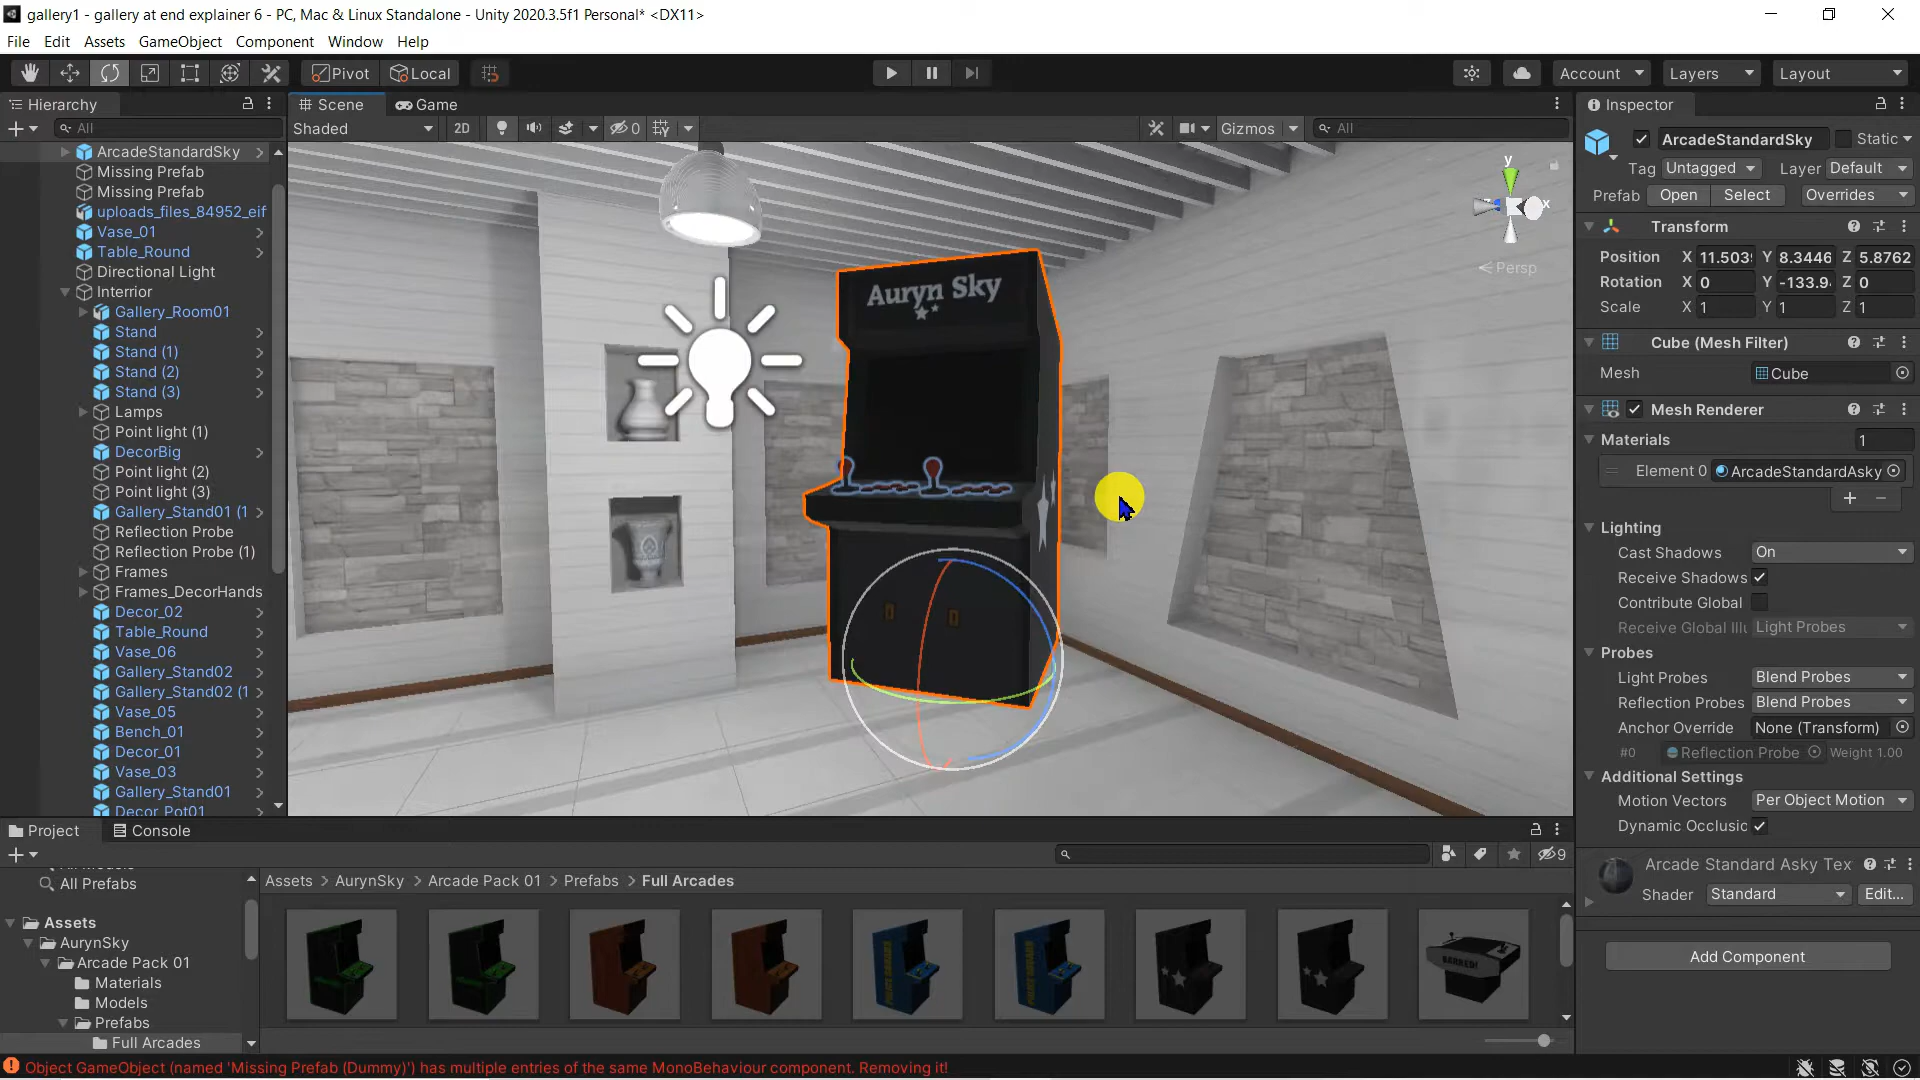 gallery1 - gallery at end explainer 6 - PC, Mac & Linux Standalone - Unity 2020.3.5f1 Personal* <DX11>
File Edit Assets GameObject Component Window Help
Pivot Local Account Layers Layout
Hierarchy Scene Game Inspector
All Shaded 2D 0 Gizmos All
ArcadeStandardSky Static
Tag Untagged Layer Default
Prefab Open Select Overrides
Transform
Position X 11.503 Y 8.3446 Z 5.8762
Rotation X 0 Y -133.9 Z 0
Scale X 1 Y 1 Z 1
Cube (Mesh Filter)
Mesh Cube
Mesh Renderer
Materials 1
Element 0 ArcadeStandardAsky
Lighting
Cast Shadows On
Receive Shadows
Contribute Global
Receive Global Illu Light Probes
Probes
Light Probes Blend Probes
Reflection Probes Blend Probes
Anchor Override None (Transform)
#0 Reflection Probe Weight 1.00
Additional Settings
Motion Vectors Per Object Motion
Dynamic Occlusic
Arcade Standard Asky Tex
Shader Standard Edit...
Add Component
ArcadeStandardSky
Missing Prefab
Missing Prefab
uploads_files_84952_eif
Vase_01
Table_Round
Directional Light
Interrior
Gallery_Room01
Stand
Stand (1)
Stand (2)
Stand (3)
Lamps
Point light (1)
DecorBig
Point light (2)
Point light (3)
Gallery_Stand01 (1
Reflection Probe
Reflection Probe (1)
Frames
Frames_DecorHands
Decor_02
Table_Round
Vase_06
Gallery_Stand02
Gallery_Stand02 (1
Vase_05
Bench_01
Decor_01
Vase_03
Gallery_Stand01
Decor_Pot01
y
x
Persp
Auryn Sky
Project Console
9
All Prefabs
Assets
AurynSky
Arcade Pack 01
Materials
Models
Prefabs
Full Arcades
Assets > AurynSky > Arcade Pack 01 > Prefabs > Full Arcades
Object GameObject (named 'Missing Prefab (Dummy)') has multiple entries of the same MonoBehaviour component. Removing it!